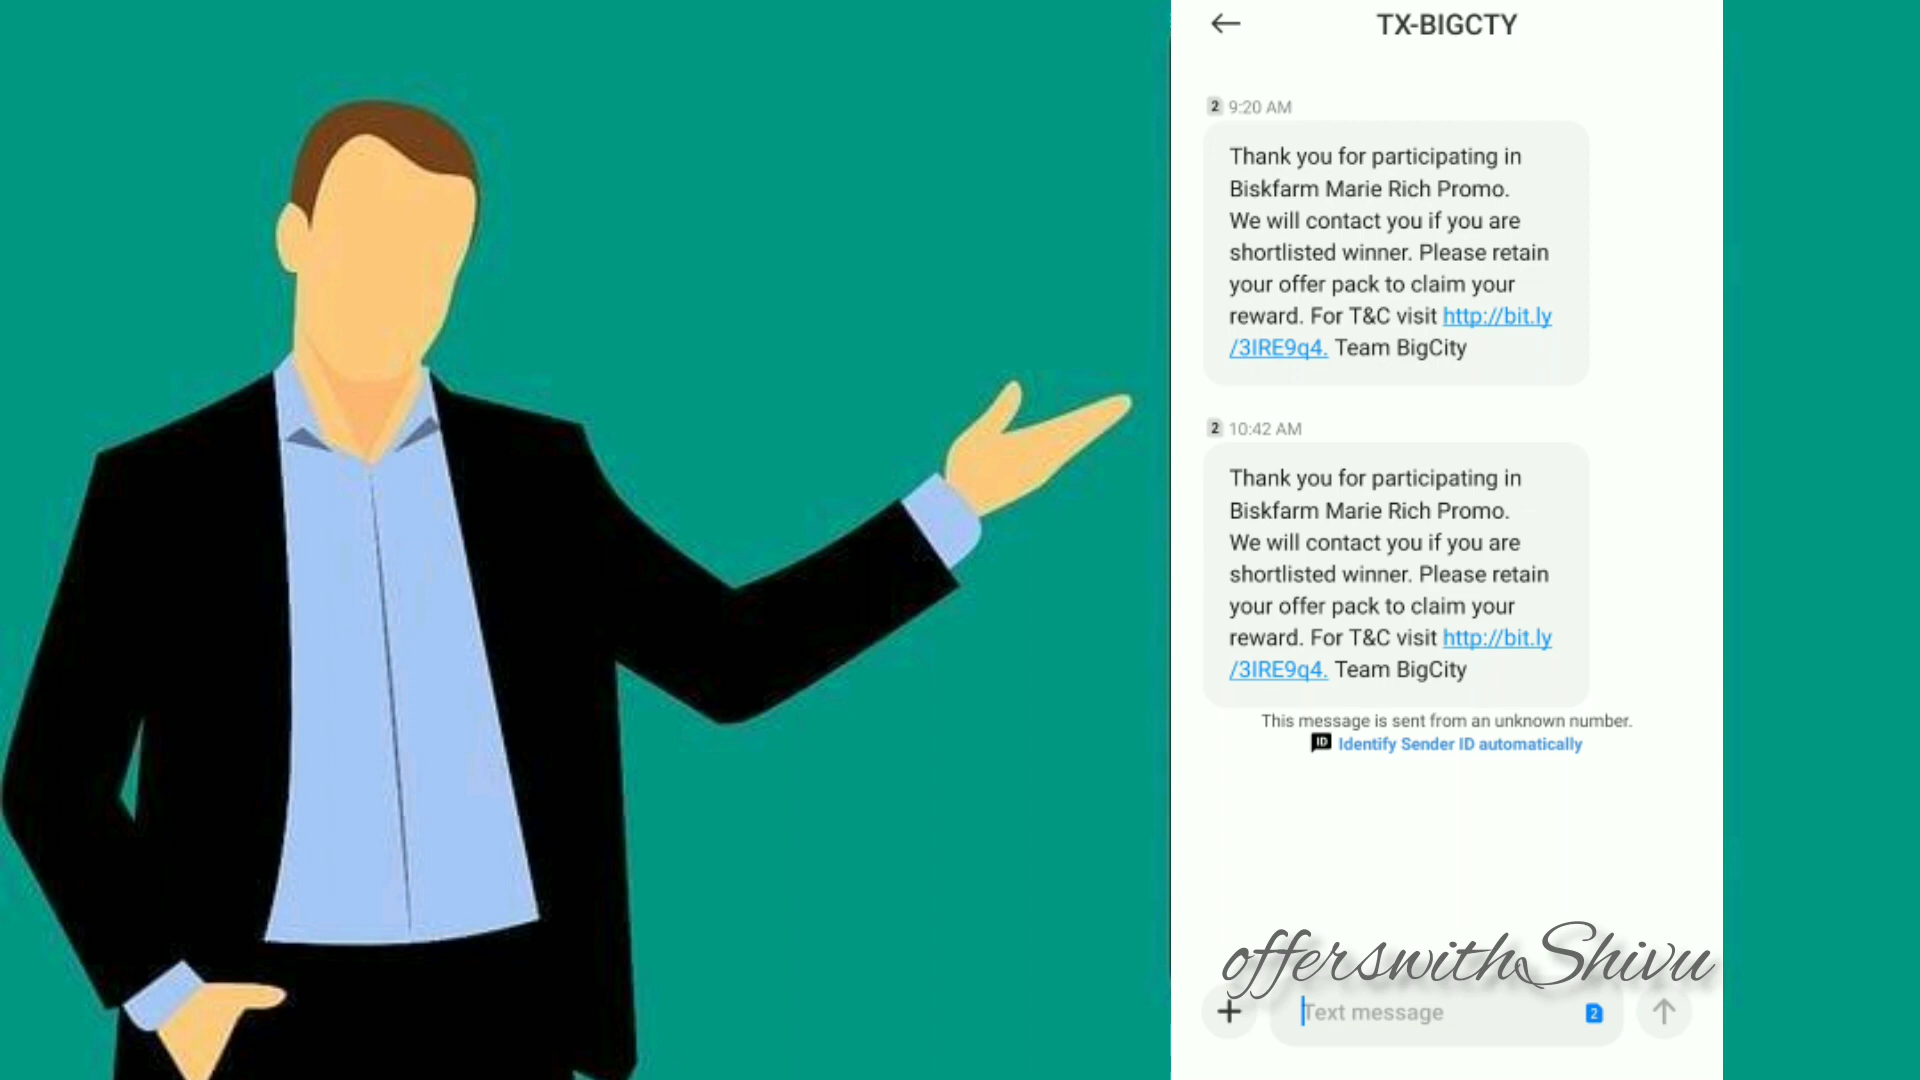 TX-BIGCTY
2 9:20 AM
Thank you for participating in
Biskfarm Marie Rich Promo.
We will contact you if you are
shortlisted winner. Please retain
your offer pack to claim your
reward. For T&C visit http://bit.ly
/3IRE9q4. Team BigCity
2 10:42 AM
Thank you for participating in
Biskfarm Marie Rich Promo.
We will contact you if you are
shortlisted winner. Please retain
your offer pack to claim your
reward. For T&C visit http://bit.ly
/3IRE9q4. Team BigCity
This message is sent from an unknown number.
ID Identify Sender ID automatically
offerswithShivu
Text message
2